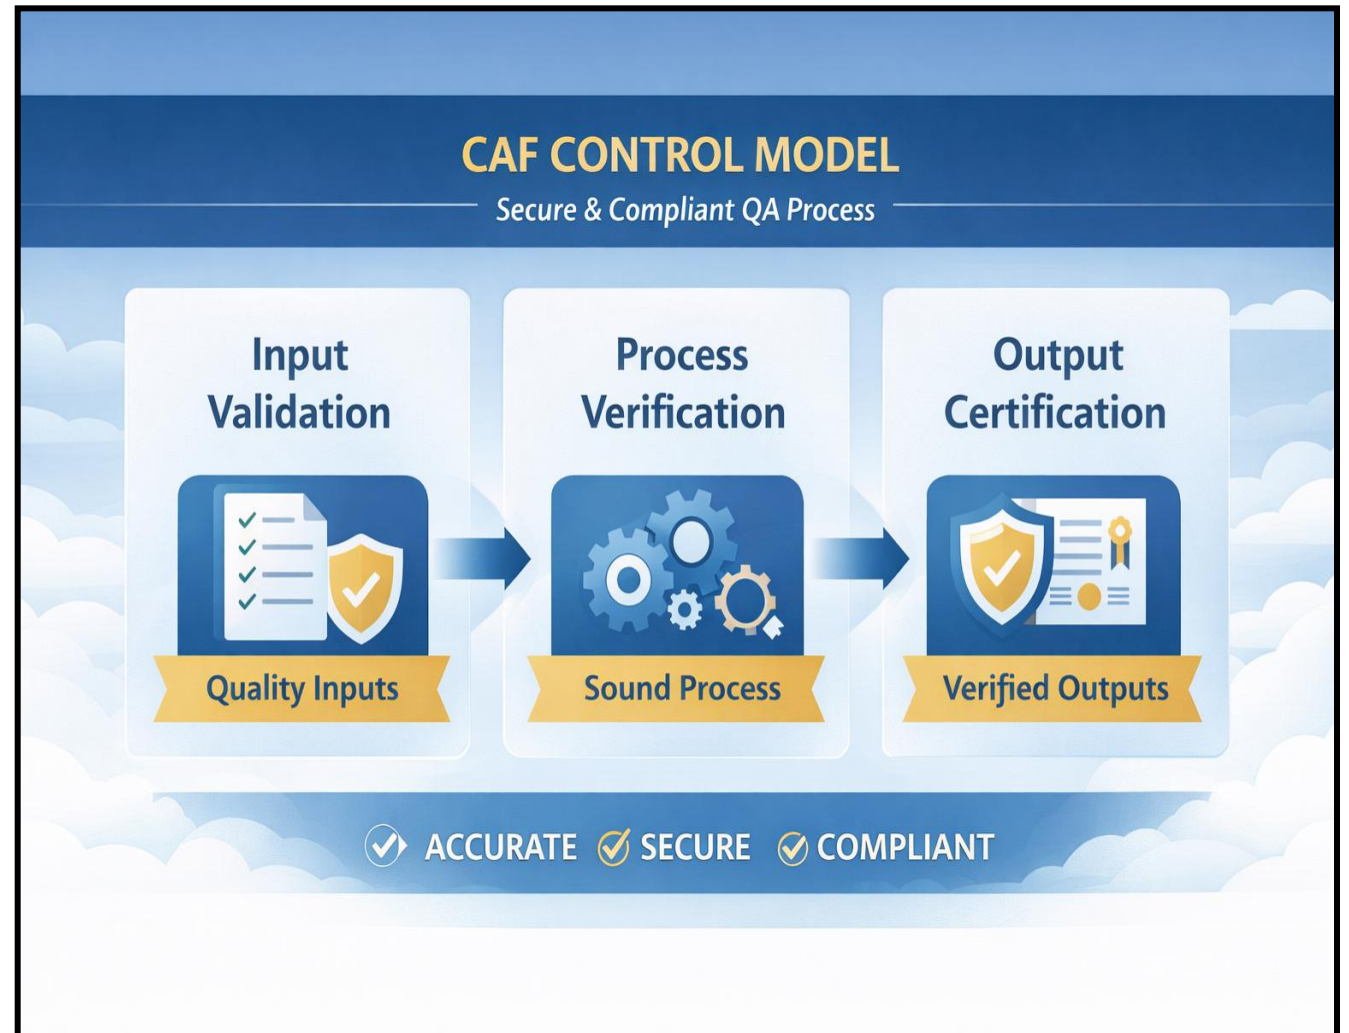 CAF CONTROL MODEL
Secure & Compliant QA Process
Input
Validation
Quality Inputs
Process
Verification
Sound Process
Output
Certification
Verified Outputs
ACCURATE SECURE COMPLIANT